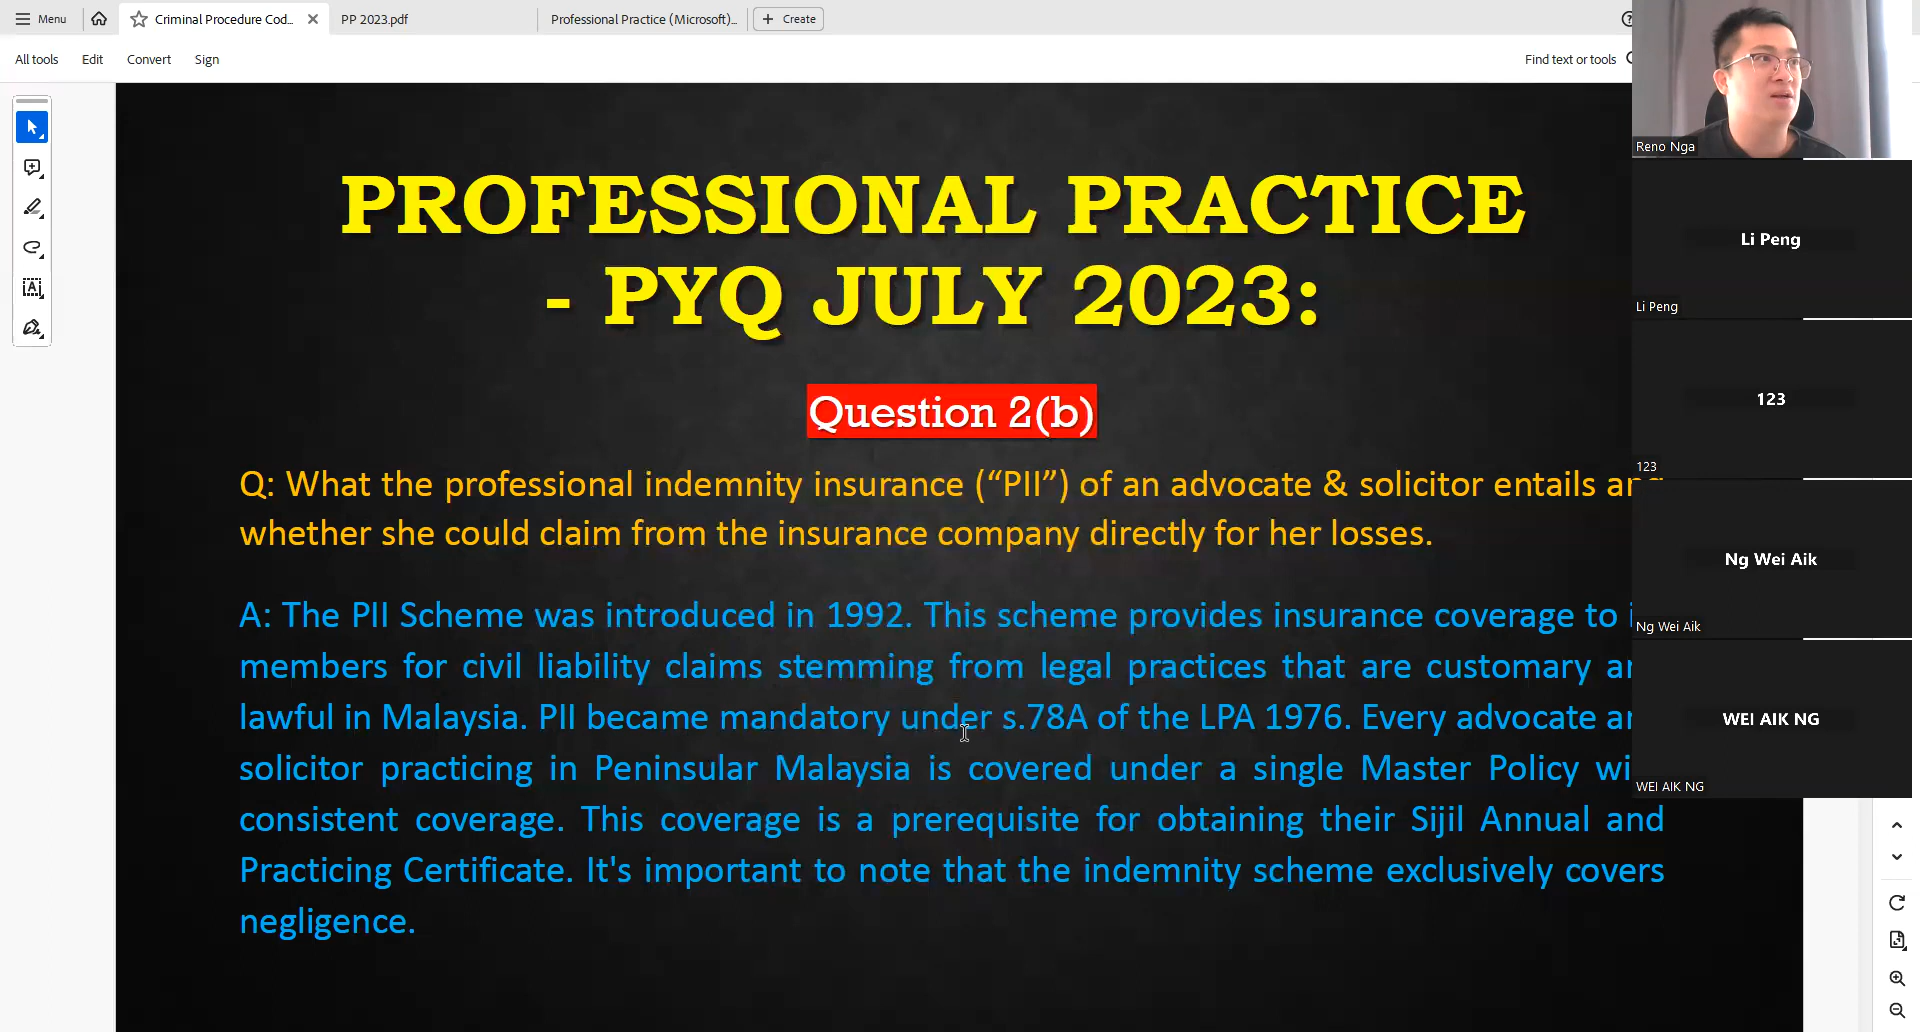 Menu
Criminal Procedure Cod...
PP 2023.pdf
Professional Practice (Microsoft)...
+ Create
All tools
Edit
Convert
Sign
Find text or tools
PROFESSIONAL PRACTICE
- PYQ JULY 2023:
Question 2(b)
Q: What the professional indemnity insurance (“PII”) of an advocate & solicitor entails and
whether she could claim from the insurance company directly for her losses.
A: The PII Scheme was introduced in 1992. This scheme provides insurance coverage to
members for civil liability claims stemming from legal practices that are customary
lawful in Malaysia. PII became mandatory under s.78A of the LPA 1976. Every advocate
solicitor practicing in Peninsular Malaysia is covered under a single Master Policy
consistent coverage. This coverage is a prerequisite for obtaining their Sijil Annual and
Practicing Certificate. It's important to note that the indemnity scheme exclusively covers
negligence.
Reno Nga
Li Peng
Li Peng
123
123
Ng Wei Aik
Ng Wei Aik
WEI AIK NG
WEI AIK NG